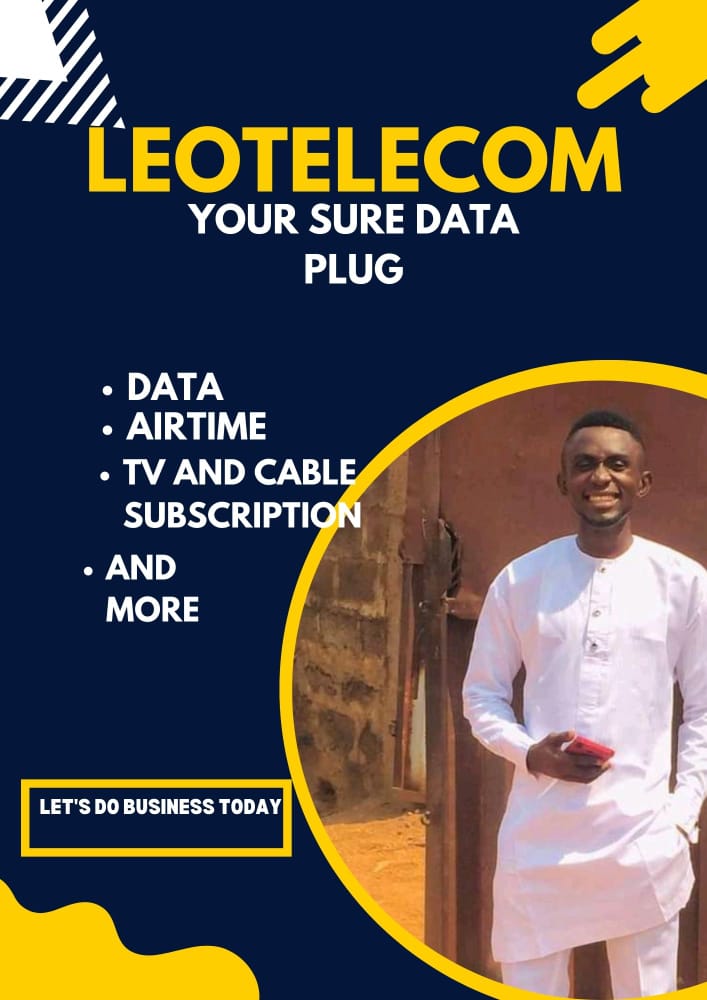 LEOTELECOM
YOUR SURE DATA
PLUG
• DATA
• AIRTIME
• TV AND CABLE
SUBSCRIPTION
• AND
MORE
LET'S DO BUSINESS TODAY